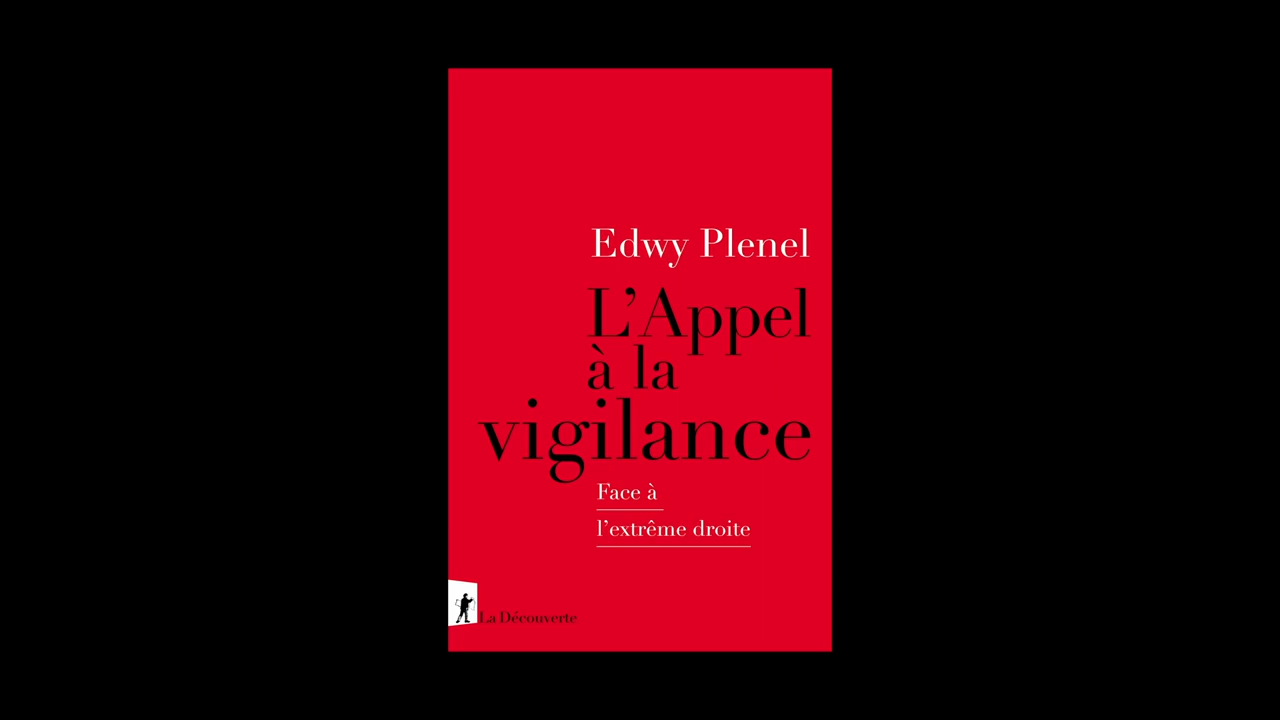 Edwy Plenel
L’Appel
à la
vigilance
Face à
l’extrême droite
La Découverte